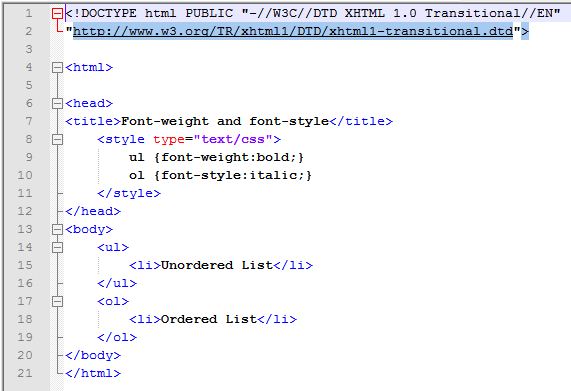 1 <!DOCTYPE html PUBLIC "-//W3C//DTD XHTML 1.0 Transitional//EN"
2 "http://www.w3.org/TR/xhtml1/DTD/xhtml1-transitional.dtd">
3
4 <html>
5
6 <head>
7 <title>Font-weight and font-style</title>
8     <style type="text/css">
9         ul {font-weight:bold;}
10         ol {font-style:italic;}
11     </style>
12 </head>
13 <body>
14     <ul>
15         <li>Unordered List</li>
16     </ul>
17     <ol>
18         <li>Ordered List</li>
19     </ol>
20 </body>
21 </html>